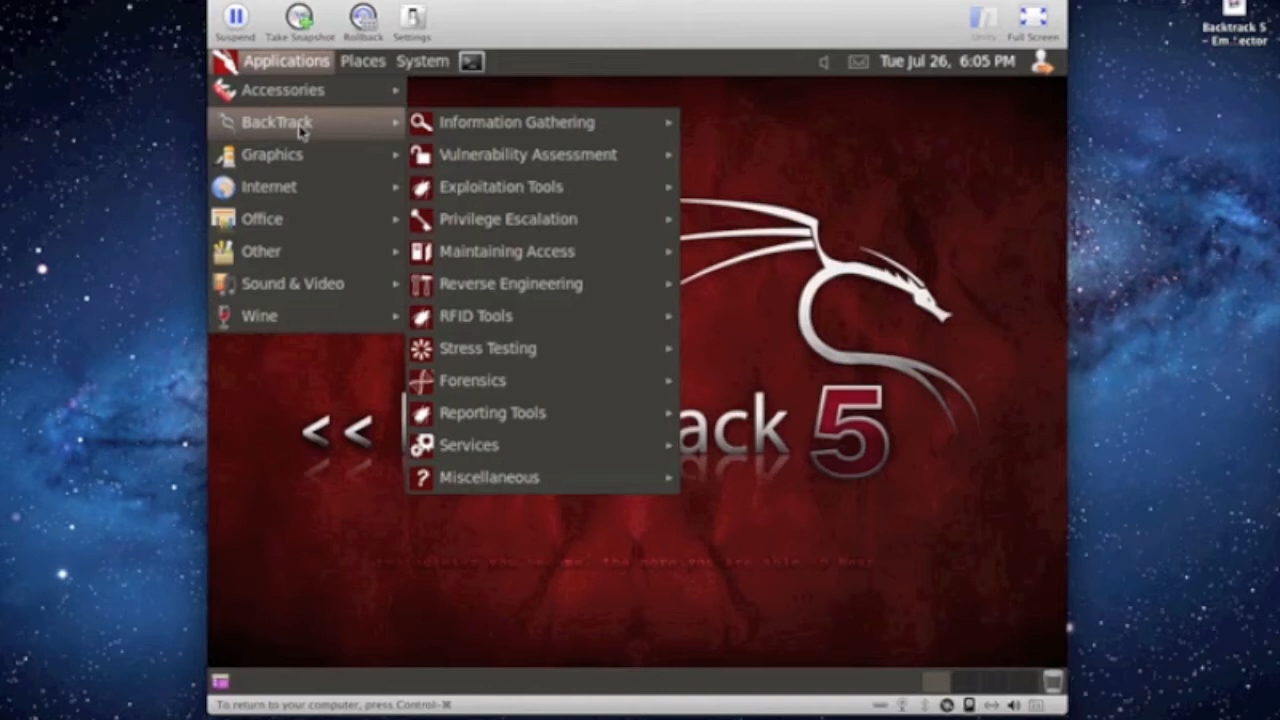 Suspend
Take Snapshot
Rollback
Settings
Unity
Full Screen
Backtrack 5
Applications Places System
Tue Jul 26, 6:05 PM
Accessories
BackTrack
Graphics
Internet
Office
Other
Sound & Video
Wine
Information Gathering
Vulnerability Assessment
Exploitation Tools
Privilege Escalation
Maintaining Access
Reverse Engineering
RFID Tools
Stress Testing
Forensics
Reporting Tools
Services
Miscellaneous
<< ack 5
To return to your computer, press Control-⌘